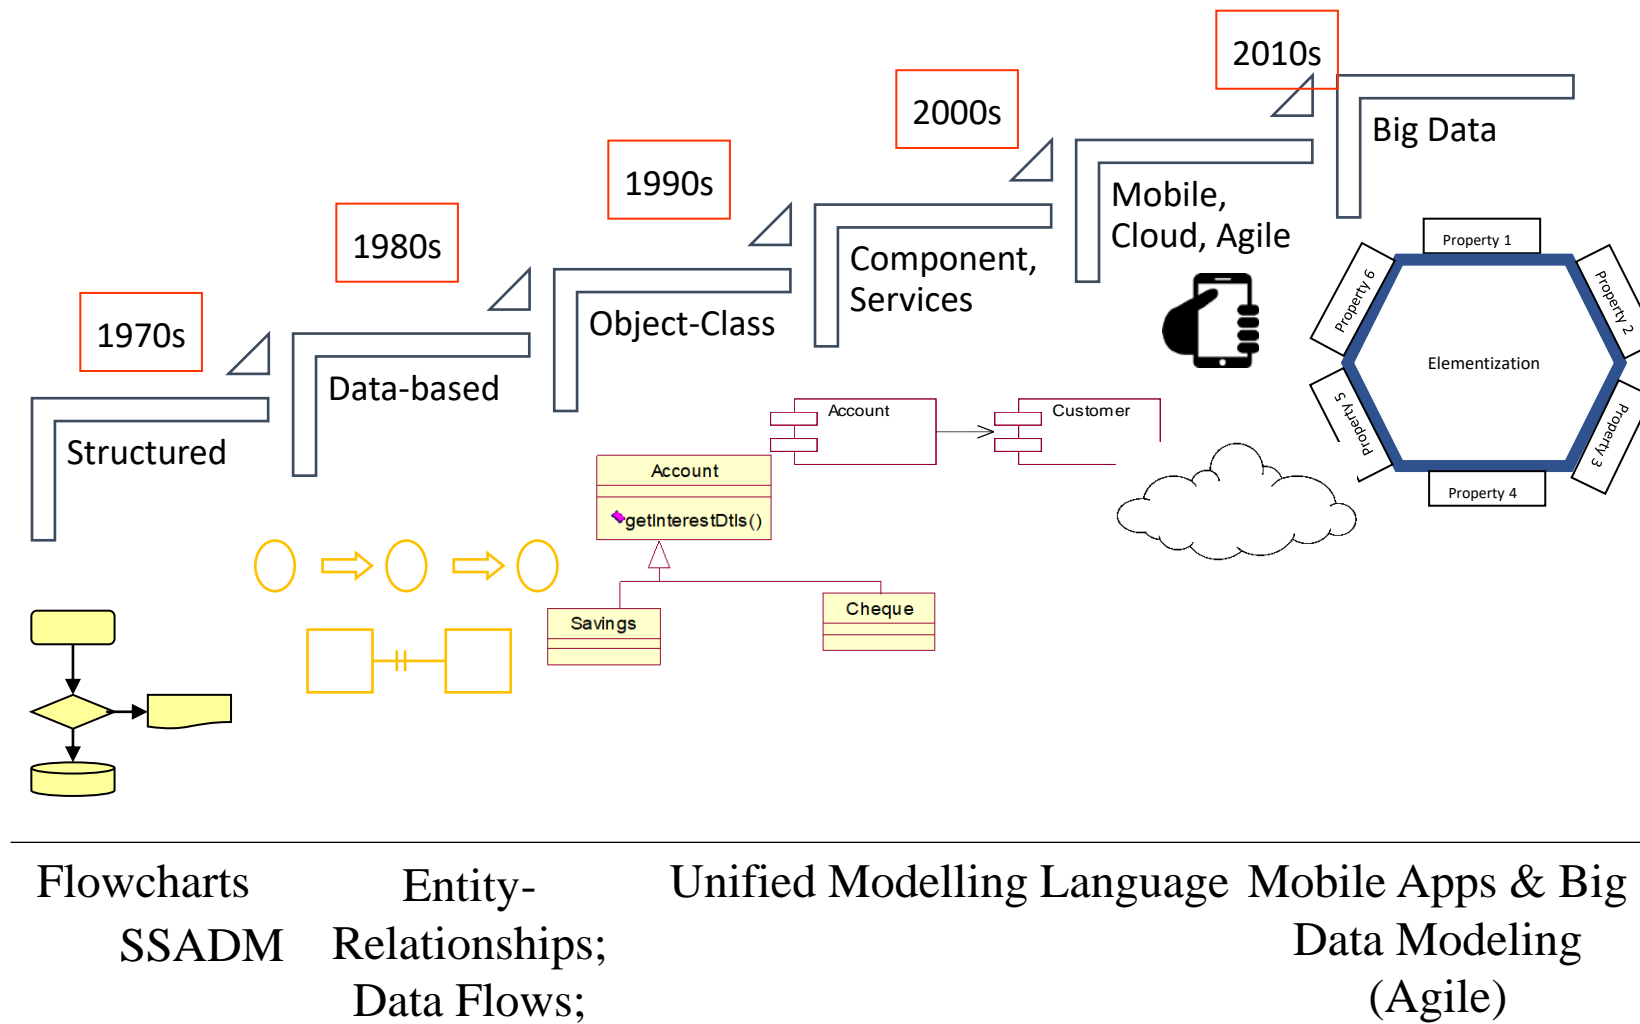 2010s
Big Data
2000s
Mobile,
Cloud, Agile
1990s
Component,
Services
1980s
Object-Class
1970s
Data-based
Structured
Property 1
Property 2
Property 3
Property 4
Property 5
Property 6
Elementization
Account
Customer
Account
getInterestDtls()
Savings
Cheque
Flowcharts
SSADM
Entity-
Relationships;
Data Flows;
Unified Modelling Language
Mobile Apps & Big
Data Modeling
(Agile)